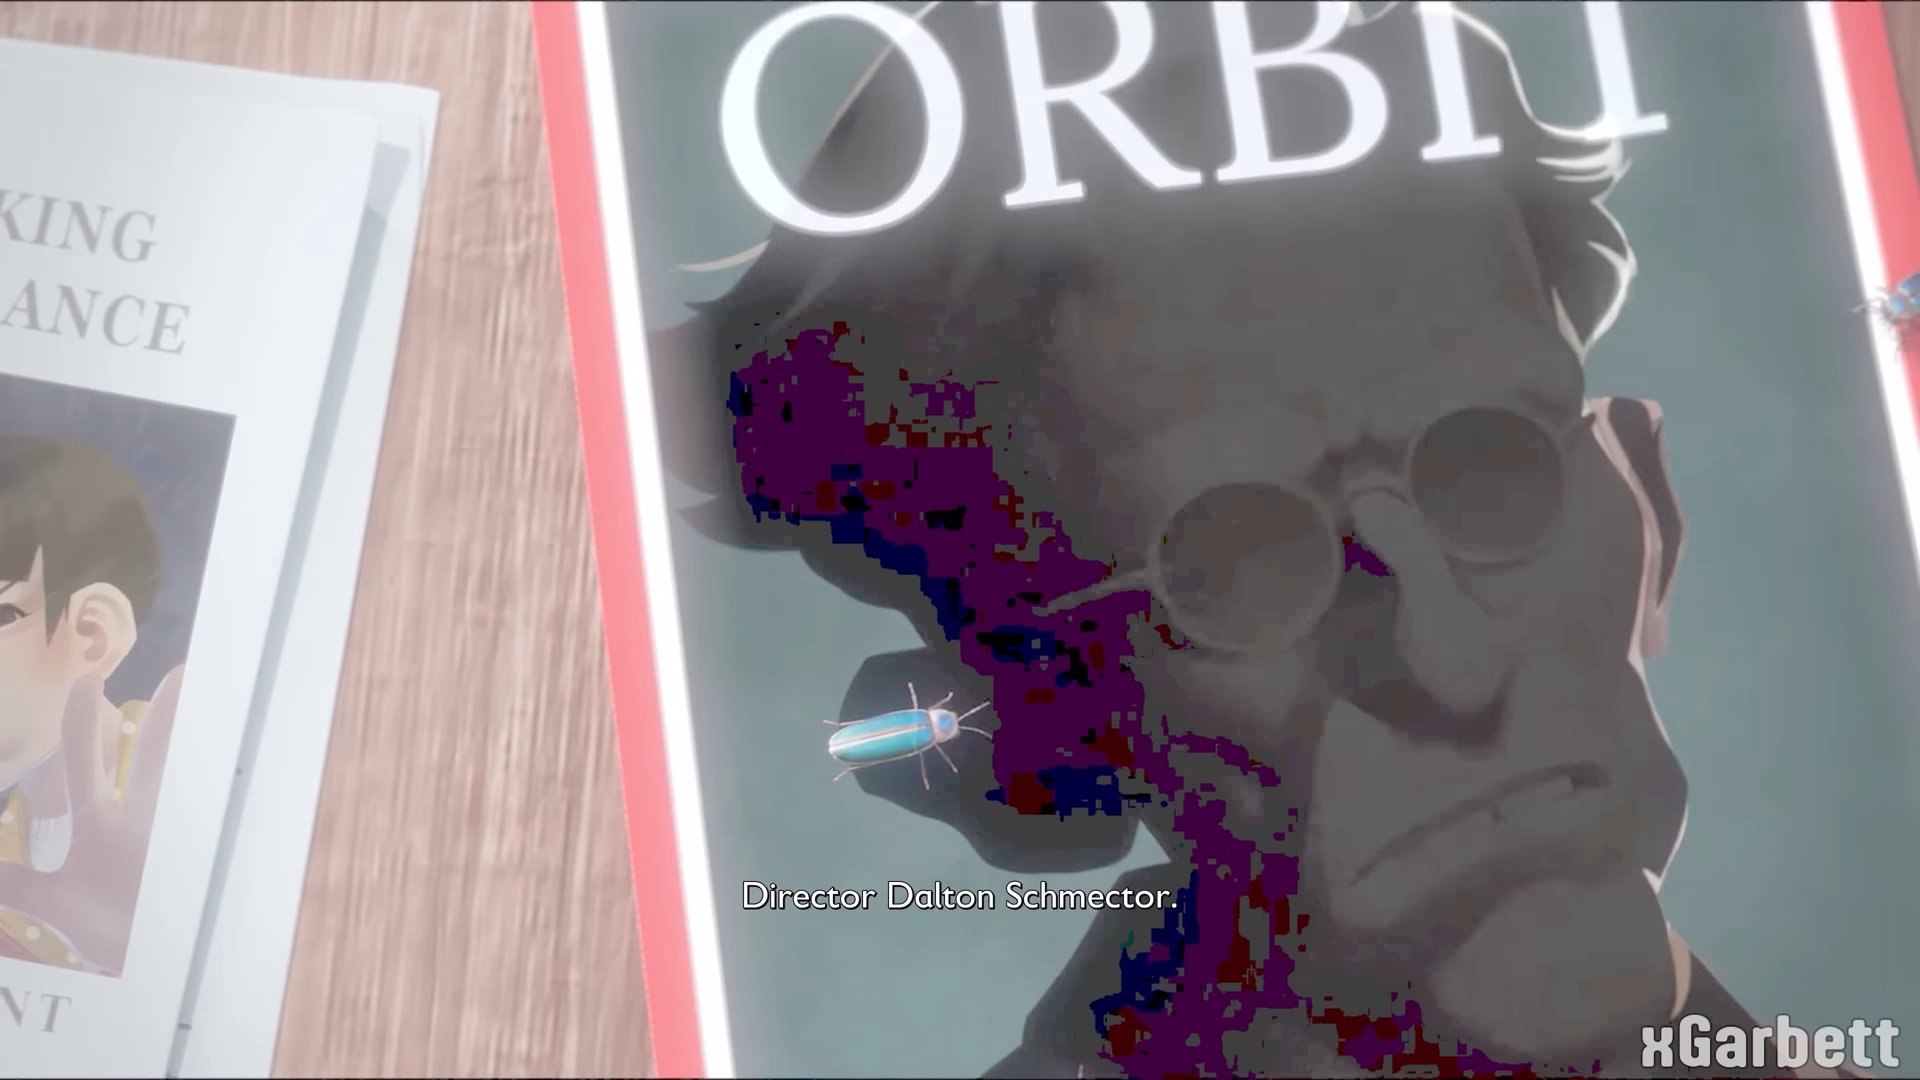 ORBIT
KING
ANCE
NT
Director Dalton Schmector.
xGarbett